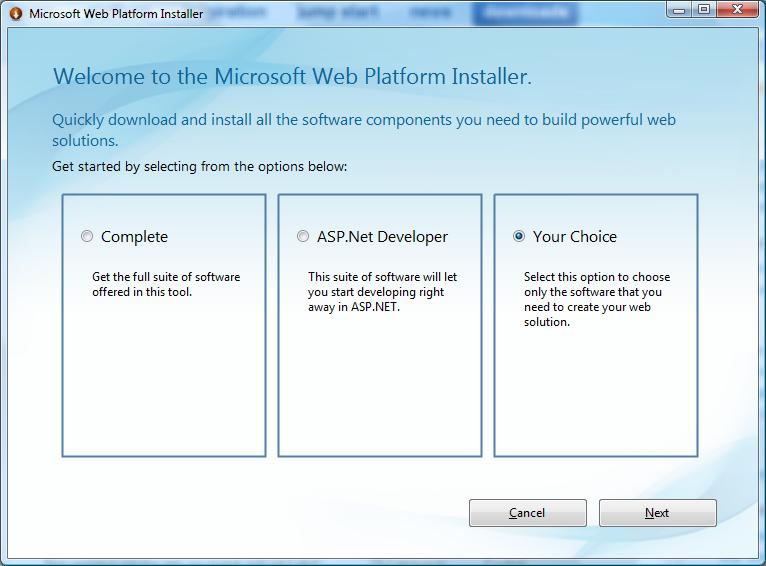 Microsoft Web Platform Installer
jump start news downloads
Welcome to the Microsoft Web Platform Installer.
Quickly download and install all the software components you need to build powerful web
solutions.
Get started by selecting from the options below:
Complete
Get the full suite of software
offered in this tool.
ASP.Net Developer
This suite of software will let
you start developing right
away in ASP.NET.
Your Choice
Select this option to choose
only the software that you
need to create your web
solution.
Cancel
Next